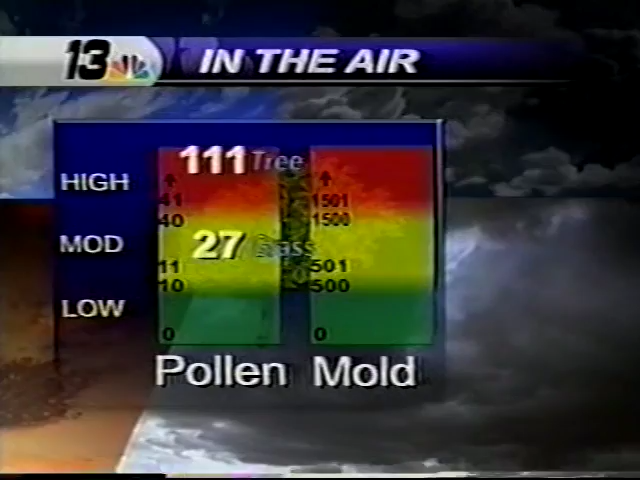 13 IN THE AIR
111 Tree
HIGH
41 1501
40 1500
MOD 27 Grass
11 501
10 500
LOW
0 0
Pollen Mold